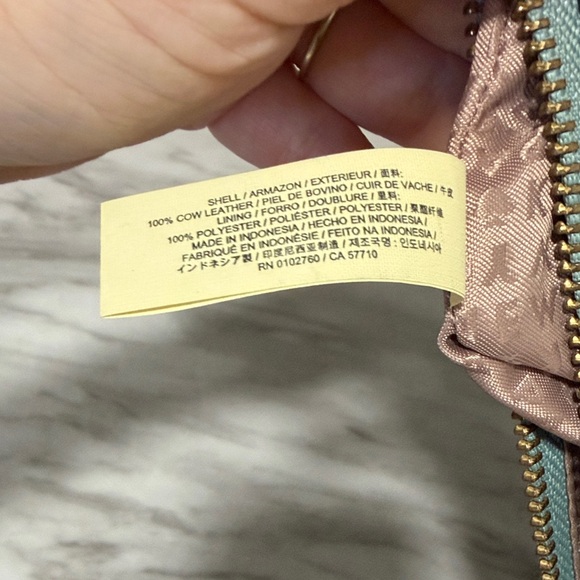 SHELL / ARMAZON / EXTERIEUR / 面料:
100% COW LEATHER / PIEL DE BOVINO / CUIR DE VACHE / 牛皮
LINING / FORRO / DOUBLURE / 里料:
100% POLYESTER / POLIÉSTER / POLYESTER / 聚酯纤维
MADE IN INDONESIA / HECHO EN INDONESIA /
FABRIQUÉ EN INDONÉSIE / FEITO NA INDONESIA /
インドネシア製 / 印度尼西亚制造 / 제조국명 : 인도네시아
RN 0102760 / CA 57710